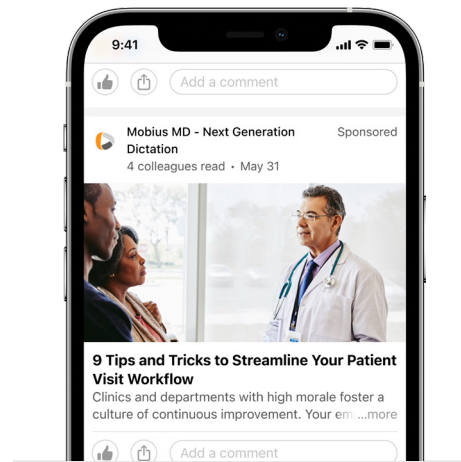 9:41
Add a comment
Mobius MD - Next Generation Sponsored
Dictation
4 colleagues read • May 31
9 Tips and Tricks to Streamline Your Patient
Visit Workflow
Clinics and departments with high morale foster a
culture of continuous improvement. Your ...more
Add a comment